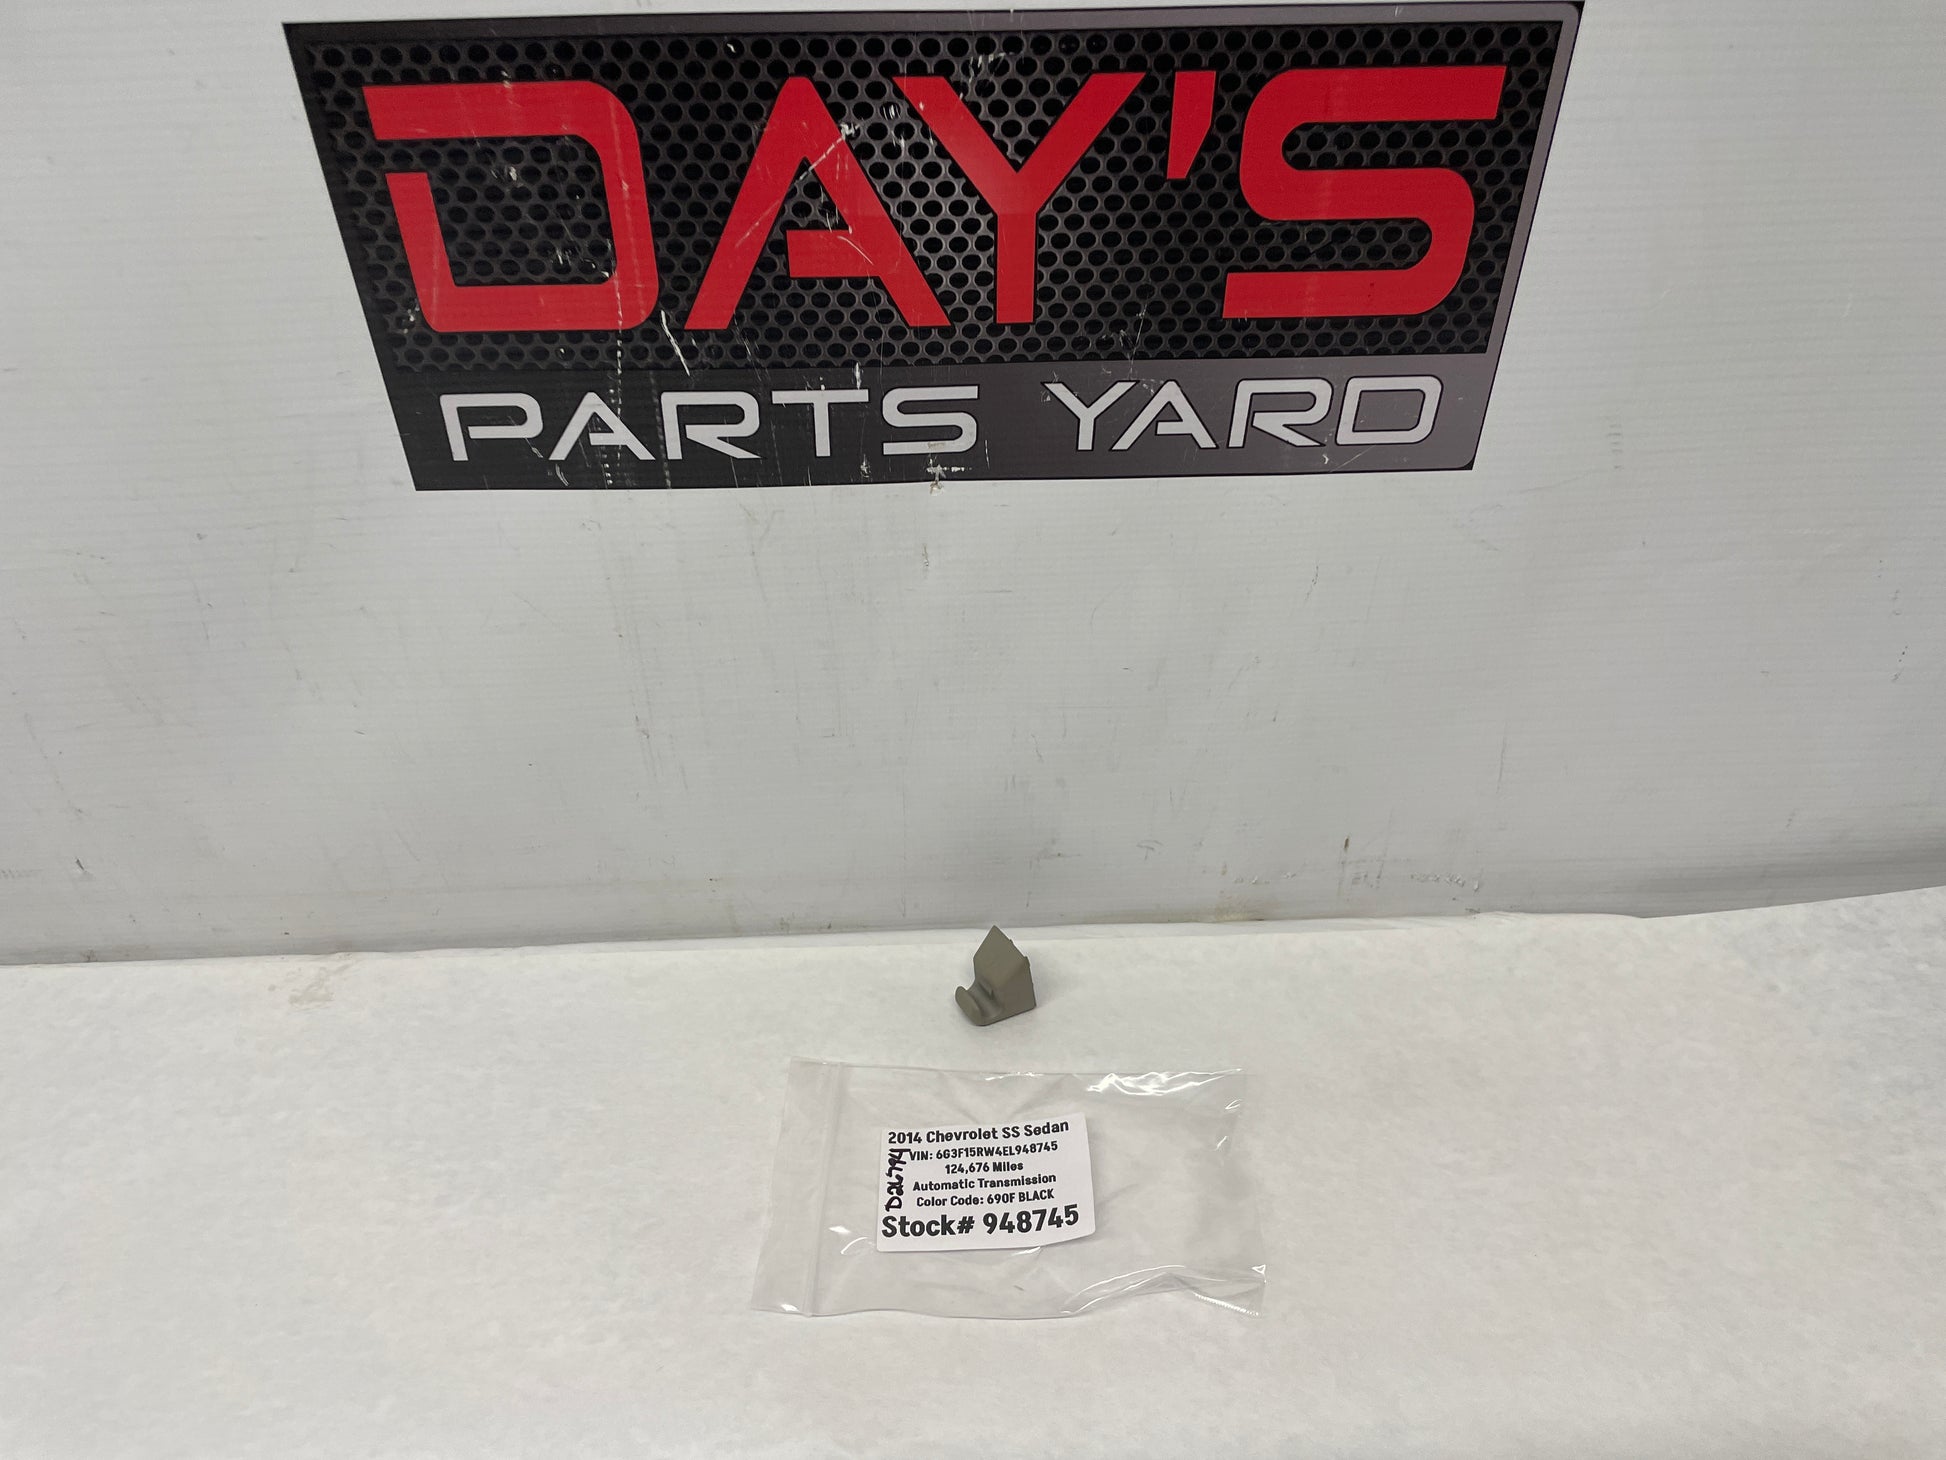 DAY'S
PARTS YARD
2014 Chevrolet SS Sedan
VIN: 6G3F15RW4EL948745
124,676 Miles
Automatic Transmission
Color Code: 690F BLACK
Stock# 948745
D26794